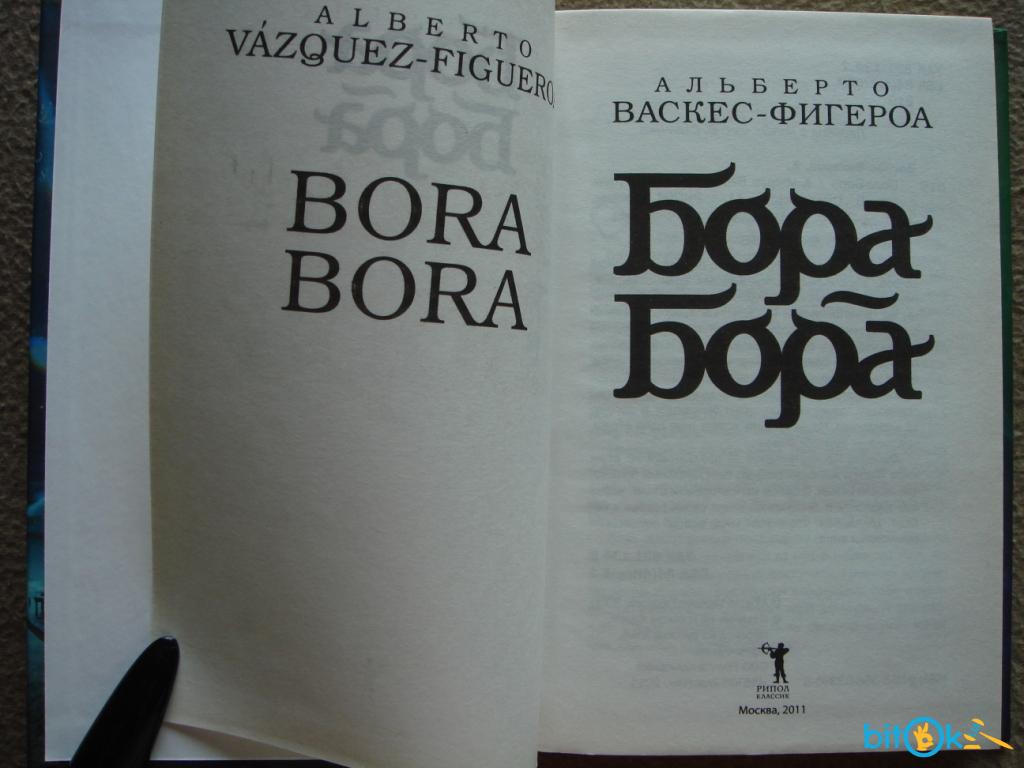 ALBERTO
VÁZQUEZ-FIGUERO
BORA
BORA
АЛЬБЕРТО
ВАСКЕС-ФИГЕРОА
Бора
Бора
РИПОЛ
КЛАССИК
Москва, 2011
bitok